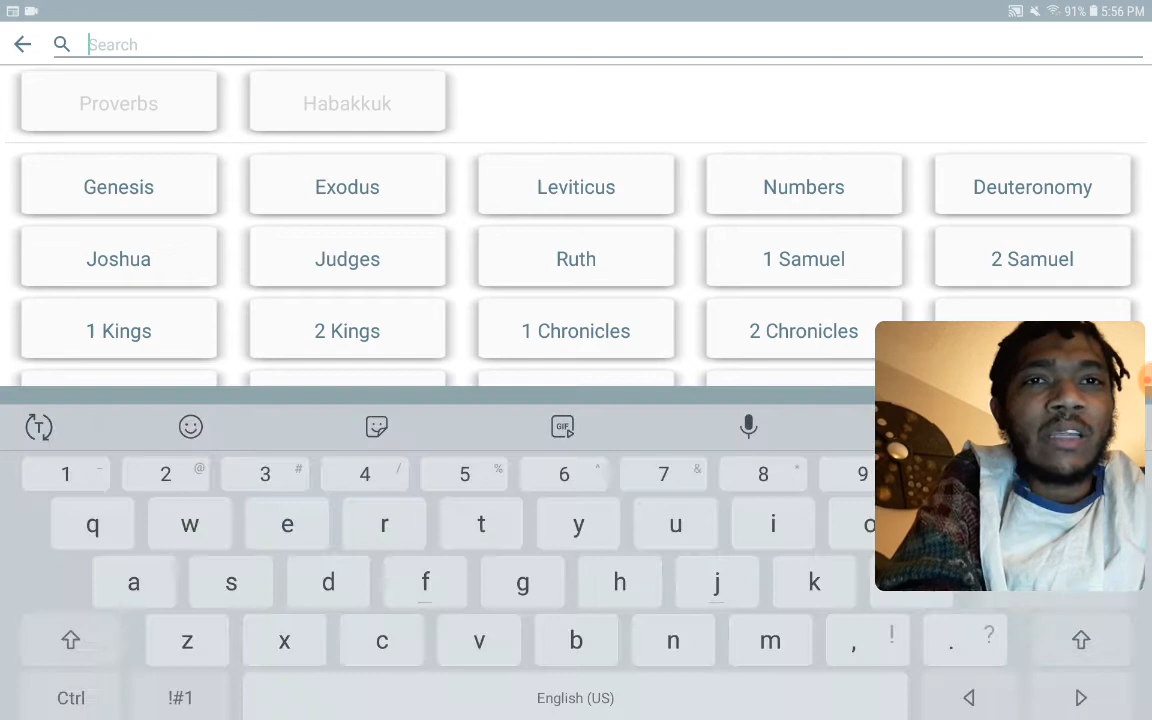 91% 5:56 PM
Search
Proverbs Habakkuk
Genesis Exodus Leviticus Numbers Deuteronomy
Joshua Judges Ruth 1 Samuel 2 Samuel
1 Kings 2 Kings 1 Chronicles 2 Chronicles
T GIF
1 - 2 @ 3 # 4 / 5 % 6 ^ 7 & 8 * 9
q w e r t y u i o
a s d f g h j k
z x c v b n m , ! . ?
Ctrl !#1 English (US)